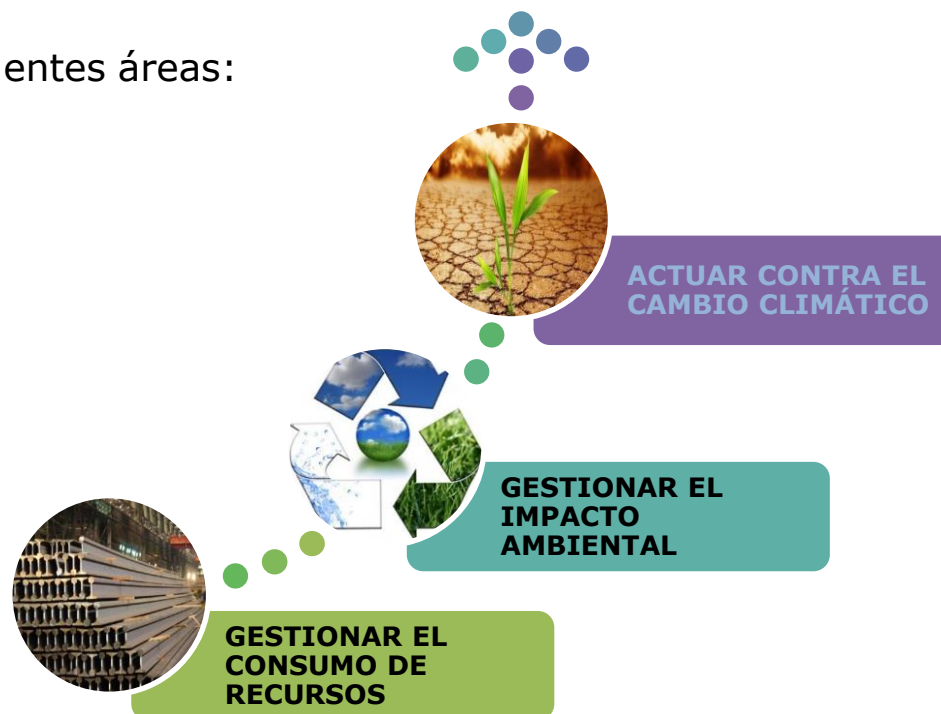 entes áreas:
ACTUAR CONTRA EL
CAMBIO CLIMÁTICO
GESTIONAR EL
IMPACTO
AMBIENTAL
GESTIONAR EL
CONSUMO DE
RECURSOS